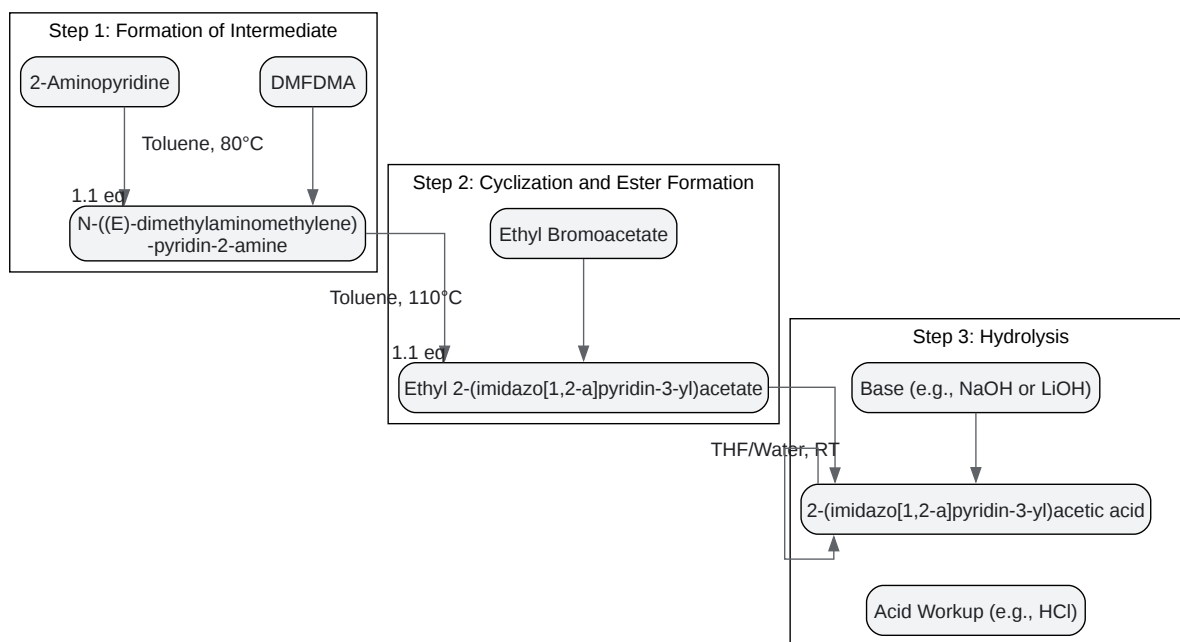 Step 1: Formation of Intermediate
2-Aminopyridine
DMFDMA
Toluene, 80°C
1.1 eq
N-((E)-dimethylaminomethylene)
-pyridin-2-amine
Step 2: Cyclization and Ester Formation
Ethyl Bromoacetate
Toluene, 110°C
1.1 eq
Ethyl 2-(imidazo[1,2-a]pyridin-3-yl)acetate
Step 3: Hydrolysis
Base (e.g., NaOH or LiOH)
THF/Water, RT
2-(imidazo[1,2-a]pyridin-3-yl)acetic acid
Acid Workup (e.g., HCl)